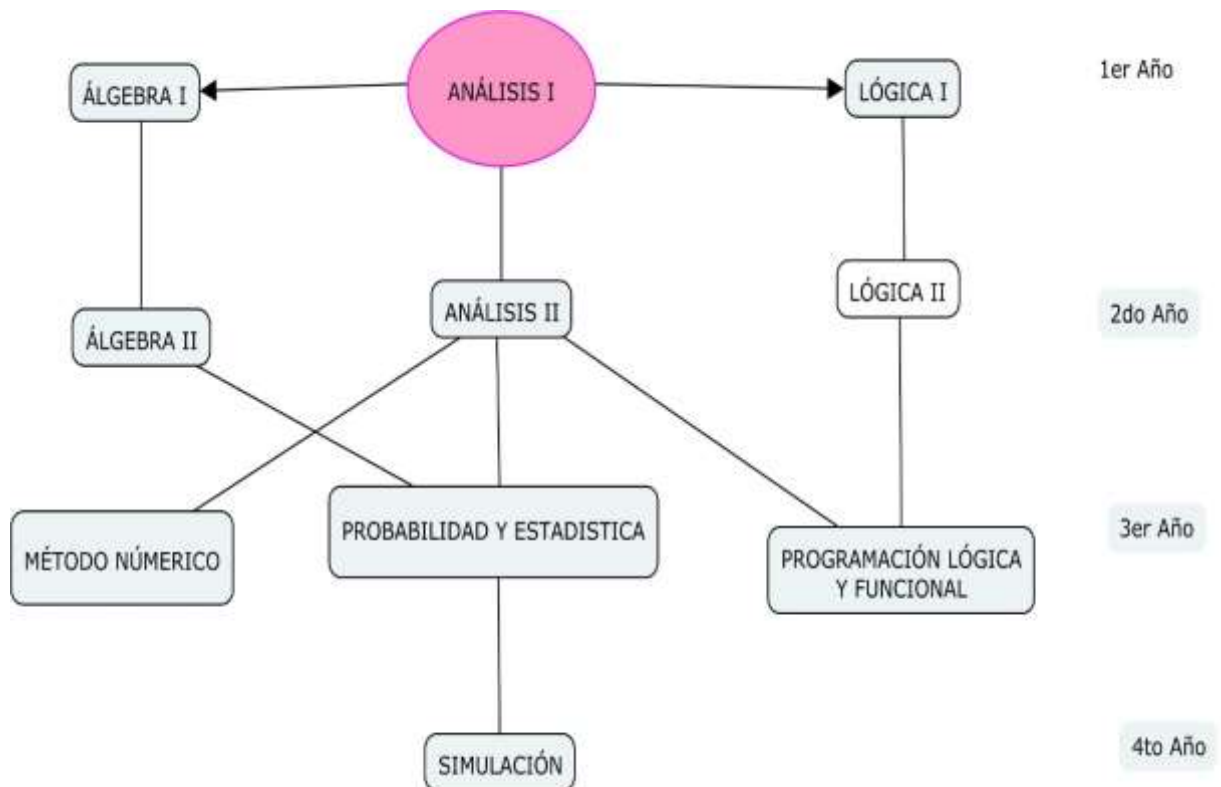 ÁLGEBRA I
ANÁLISIS I
LÓGICA I
1er Año
ÁLGEBRA II
ANÁLISIS II
LÓGICA II
2do Año
MÉTODO NÚMERICO
PROBABILIDAD Y ESTADISTICA
PROGRAMACIÓN LÓGICA
Y FUNCIONAL
3er Año
SIMULACIÓN
4to Año